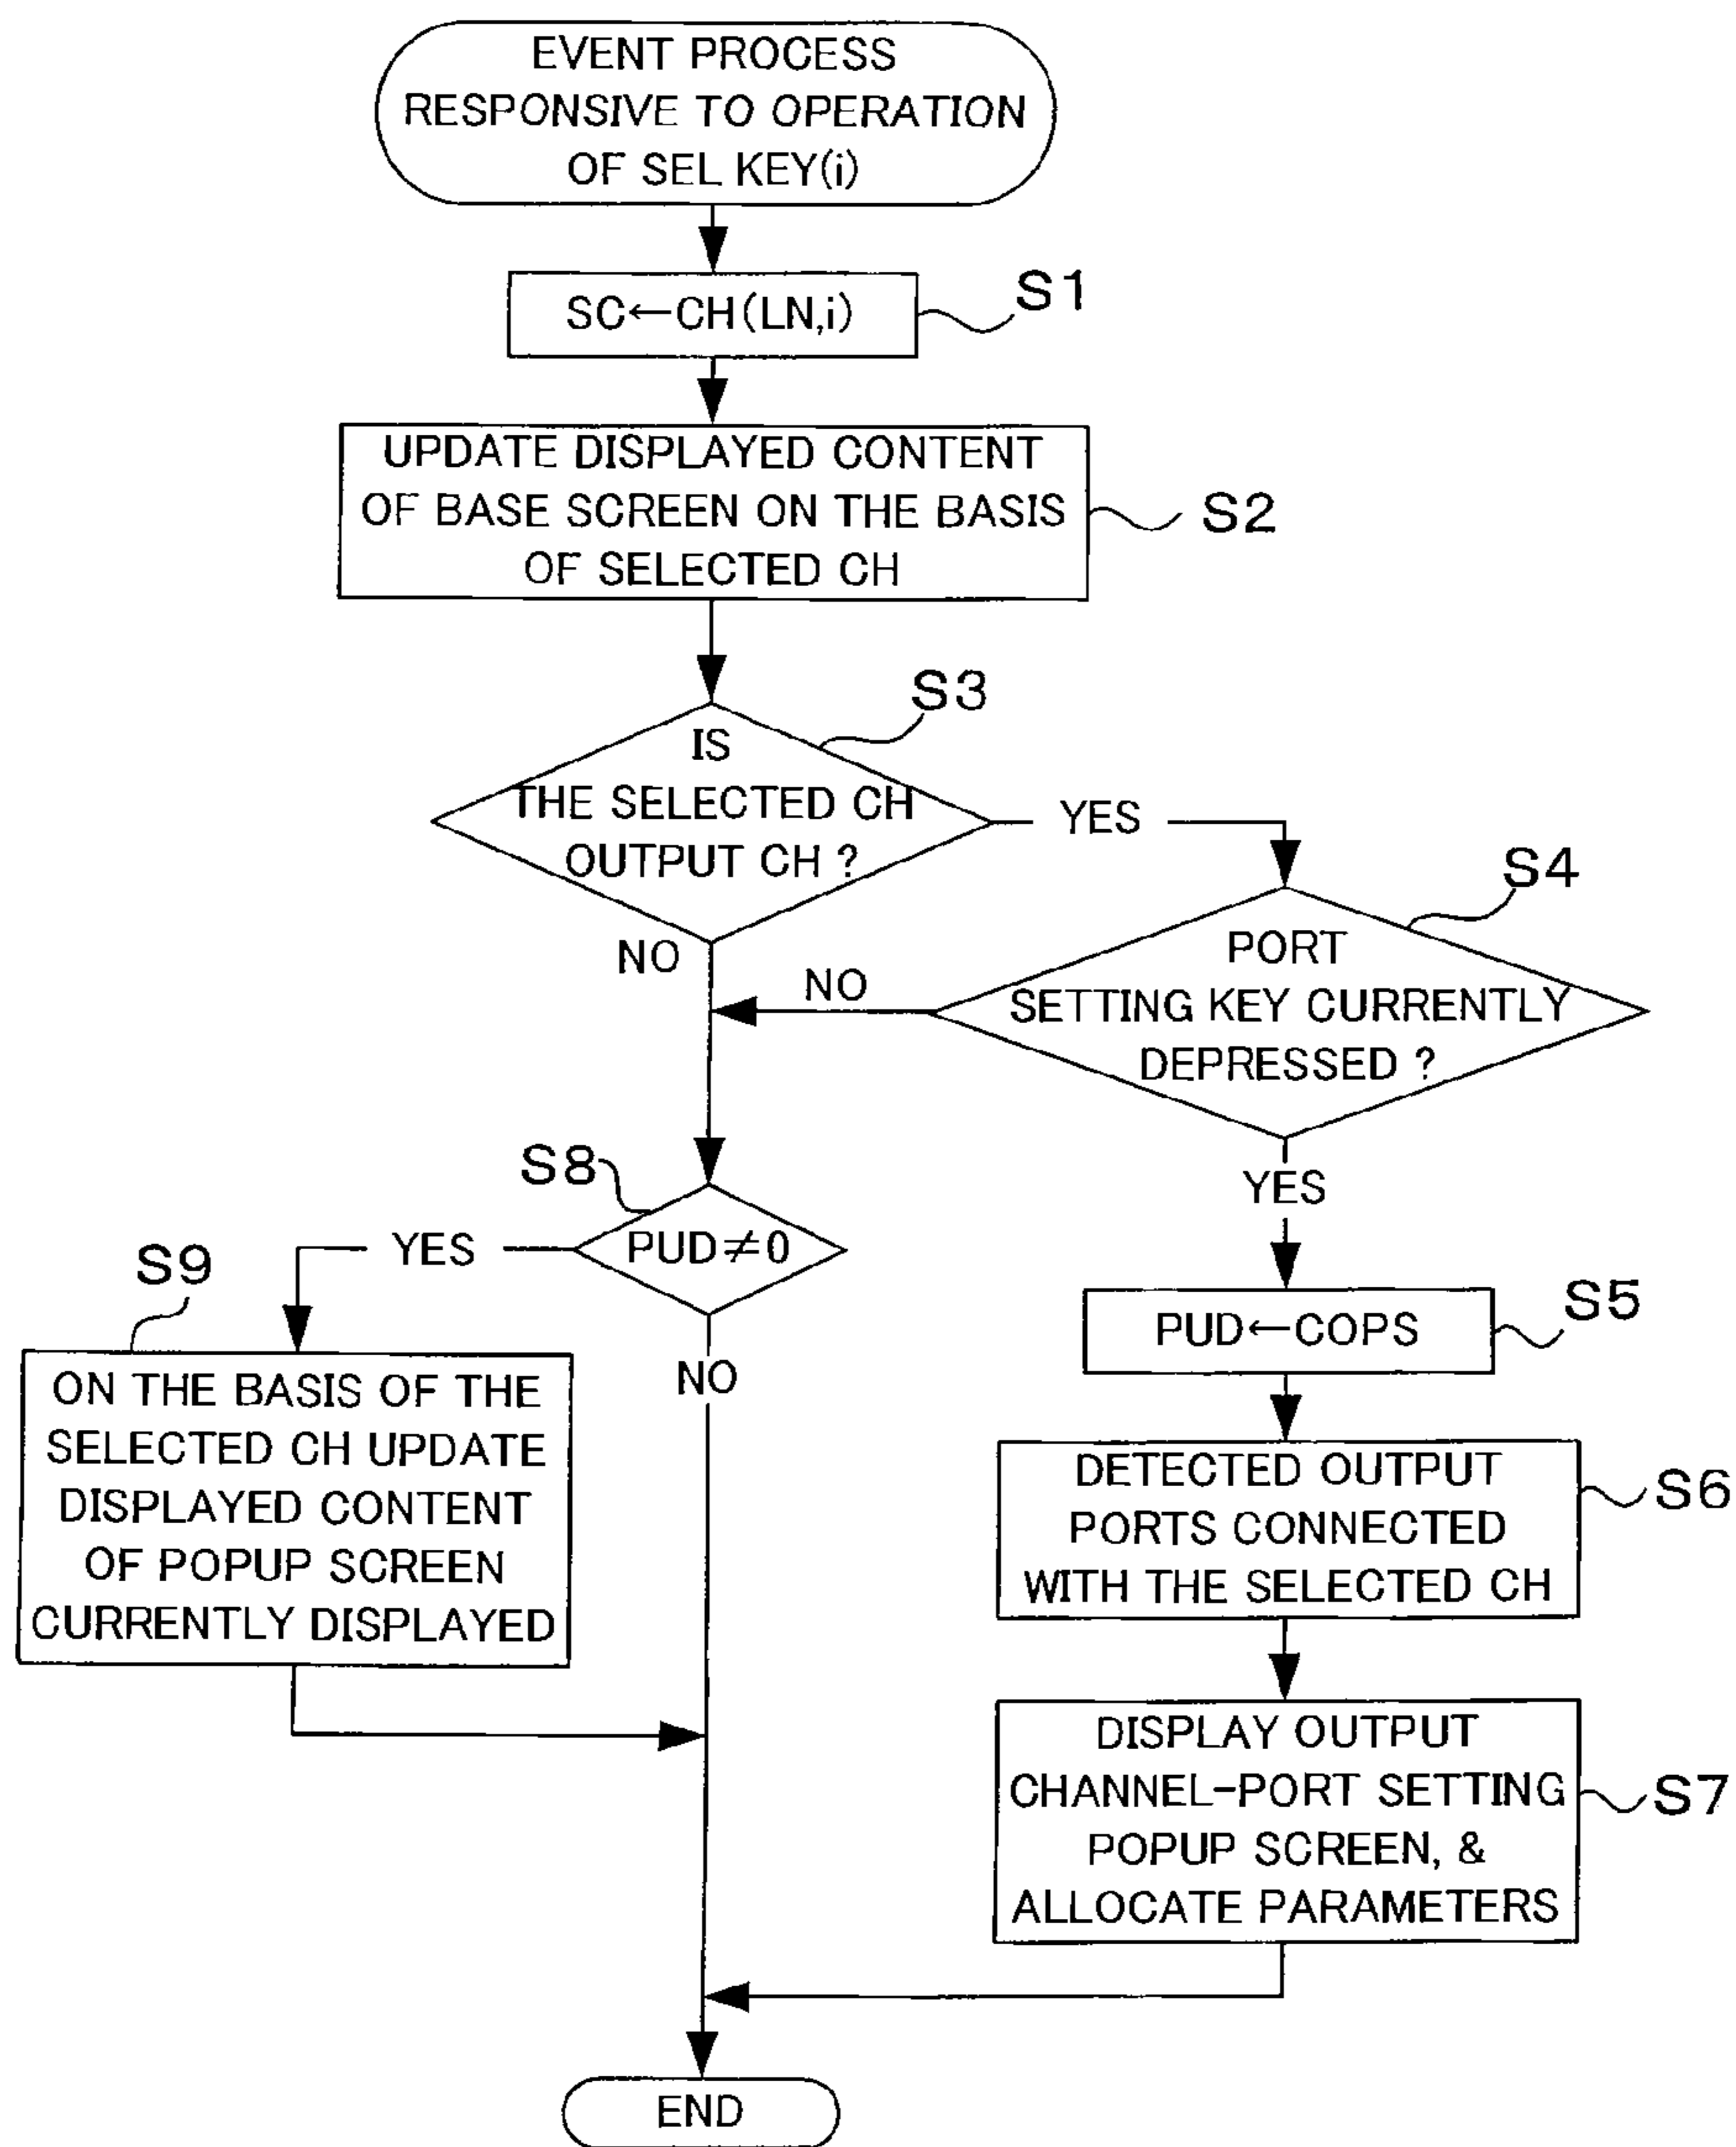 EVENT PROCESS
RESPONSIVE TO OPERATION
OF SEL KEY(i)
SC←CH(LN,i)
S1
UPDATE DISPLAYED CONTENT
OF BASE SCREEN ON THE BASIS
OF SELECTED CH
S2
S3
IS
THE SELECTED CH
OUTPUT CH ?
YES
NO
S4
PORT
SETTING KEY CURRENTLY
DEPRESSED ?
NO
YES
S8
PUD≠0
YES
NO
S9
ON THE BASIS OF THE
SELECTED CH UPDATE
DISPLAYED CONTENT
OF POPUP SCREEN
CURRENTLY DISPLAYED
PUD←COPS
S5
DETECTED OUTPUT
PORTS CONNECTED
WITH THE SELECTED CH
S6
DISPLAY OUTPUT
CHANNEL-PORT SETTING
POPUP SCREEN, &
ALLOCATE PARAMETERS
S7
END